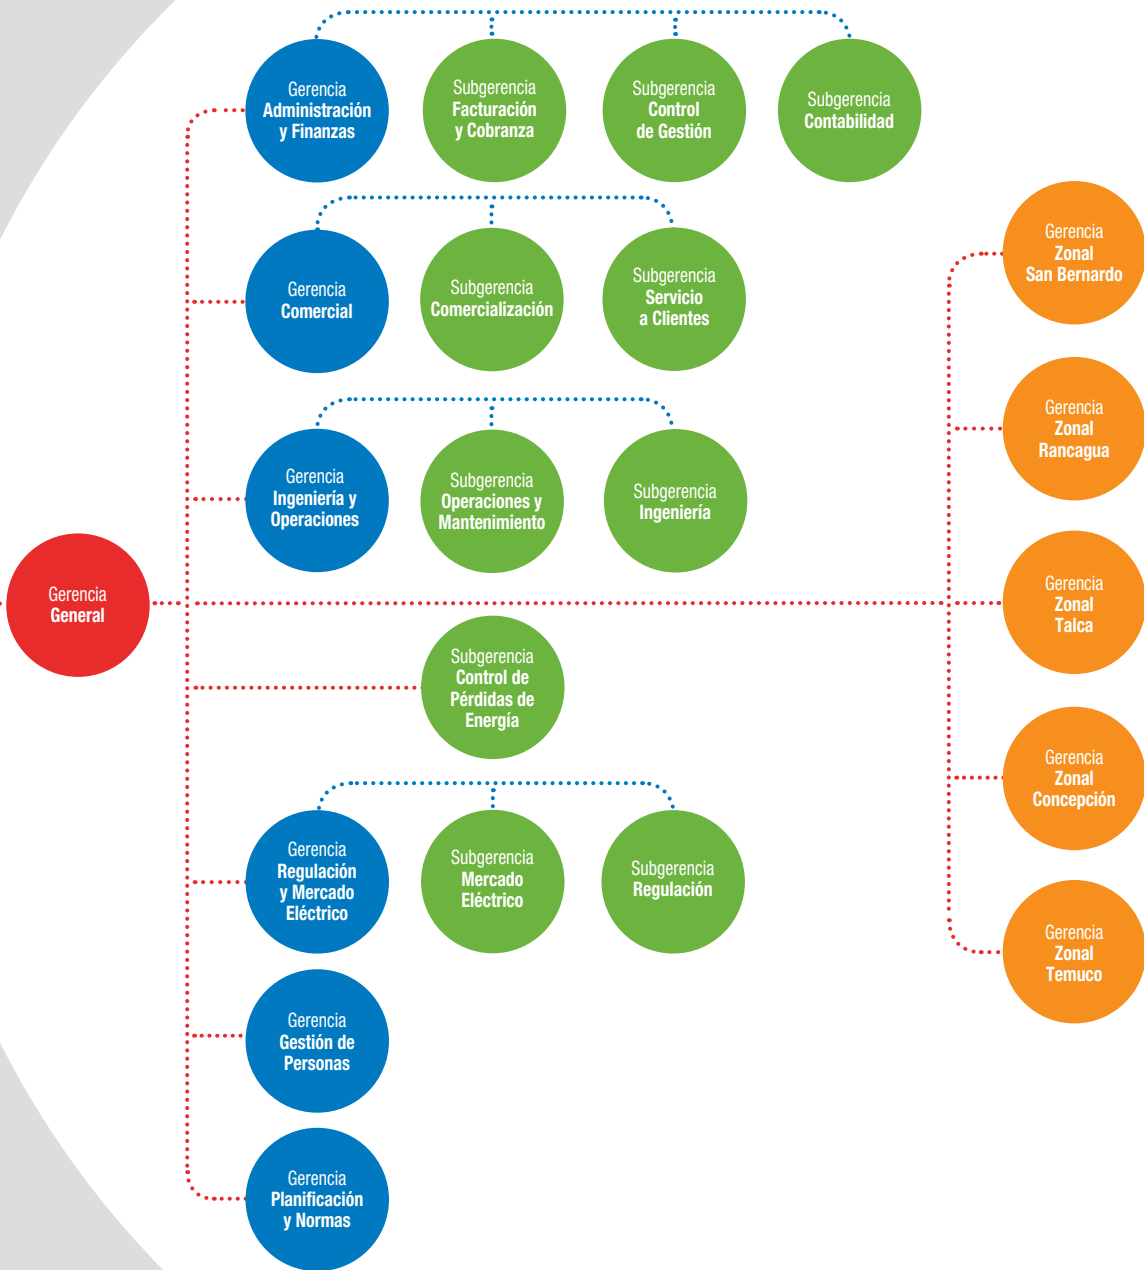 Gerencia
Administración
y Finanzas
Subgerencia
Facturación
y Cobranza
Subgerencia
Control
de Gestión
Subgerencia
Contabilidad
Gerencia
Comercial
Subgerencia
Comercialización
Subgerencia
Servicio
a Clientes
Gerencia
Ingeniería y
Operaciones
Subgerencia
Operaciones y
Mantenimiento
Subgerencia
Ingeniería
Gerencia
General
Subgerencia
Control de
Pérdidas de
Energía
Gerencia
Regulación
y Mercado
Eléctrico
Subgerencia
Mercado
Eléctrico
Subgerencia
Regulación
Gerencia
Gestión de
Personas
Gerencia
Planificación
y Normas
Gerencia
Zonal
San Bernardo
Gerencia
Zonal
Rancagua
Gerencia
Zonal
Talca
Gerencia
Zonal
Concepción
Gerencia
Zonal
Temuco